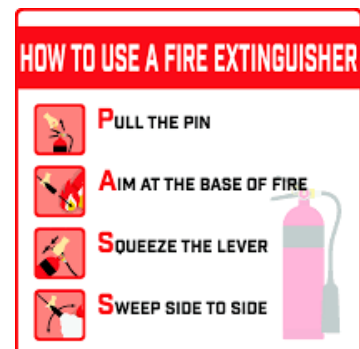 HOW TO USE A FIRE EXTINGUISHER
PULL THE PIN
AIM AT THE BASE OF FIRE
SQUEEZE THE LEVER
SWEEP SIDE TO SIDE